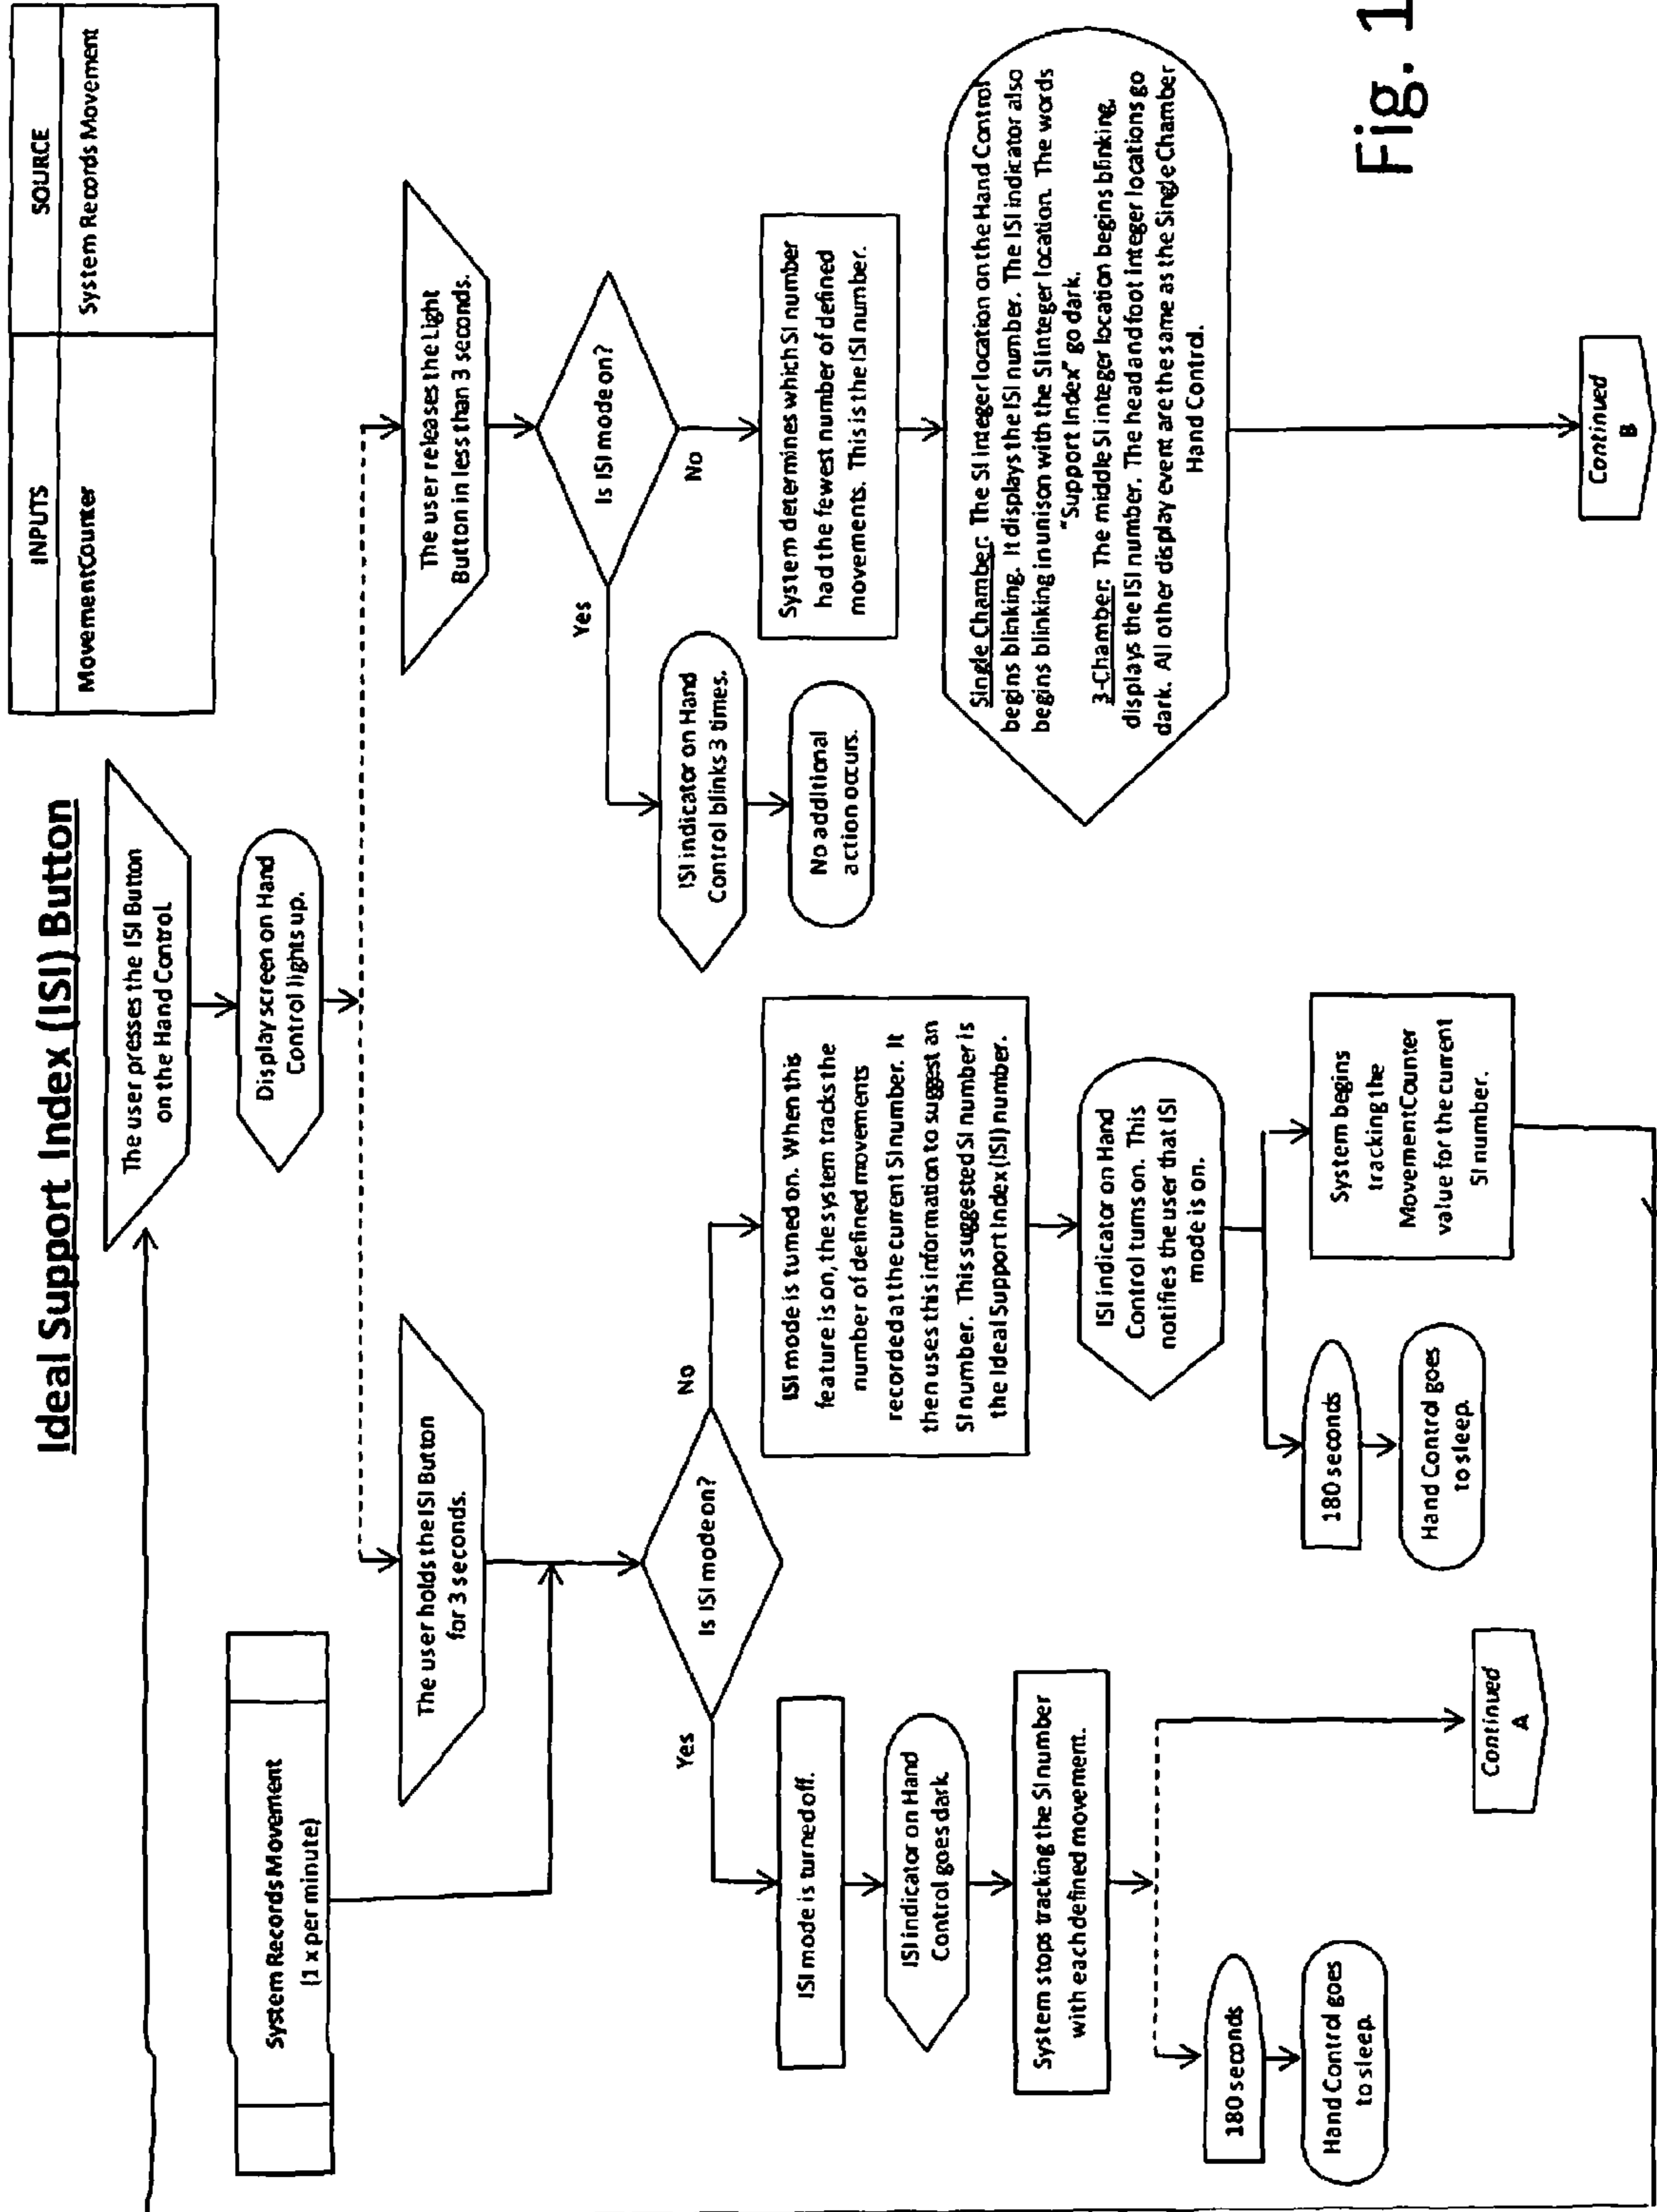 Ideal Support Index (ISI) Button
INPUTS
SOURCE
MovementCounter
System Records Movement
The user presses the ISI Button
on the Hand Control.
Display screen on Hand
Control lights up.
System Records Movement
(1 x per minute)
The user holds the ISI Button
for 3 seconds.
Is ISI mode on?
Yes
No
ISI mode is turned off.
ISI indicator on Hand
Control goes dark.
System stops tracking the SI number
with each defined movement.
180 seconds
Hand Control goes
to sleep.
Continued
A
ISI mode is turned on. When this
feature is on, the system tracks the
number of defined movements
recorded at the current SI number. It
then uses this information to suggest an
SI number. This suggested SI number is
the Ideal Support Index (ISI) number.
ISI indicator on Hand
Control turns on. This
notifies the user that ISI
mode is on.
180 seconds
Hand Control goes
to sleep.
System begins
tracking the
MovementCounter
value for the current
SI number.
The user releases the Light
Button in less than 3 seconds.
Is ISI mode on?
Yes
No
ISI indicator on Hand
Control blinks 3 times.
No additional
action occurs.
System determines which SI number
had the fewest number of defined
movements. This is the ISI number.
Single Chamber: The SI integer location on the Hand Control
begins blinking. It displays the ISI number. The ISI indicator also
begins blinking in unison with the SI integer location. The words
"Support Index" go dark.
3-Chamber: The middle SI integer location begins blinking,
displays the ISI number. The head and foot integer locations go
dark. All other display event are the same as the Single Chamber
Hand Control.
Continued
B
Fig. 1